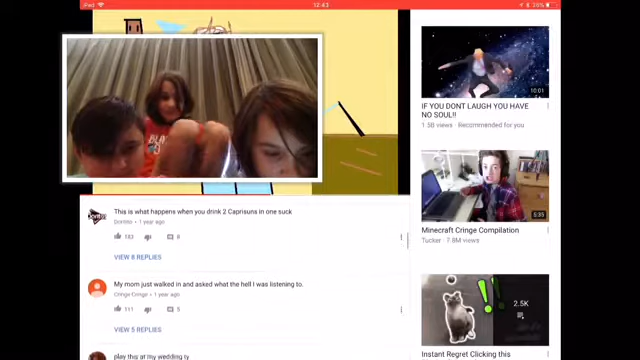 iPad
12:43
39%
10:01
IF YOU DONT LAUGH YOU HAVE
NO SOUL!!
1.5B views · Recommended for you
5:35
Minecraft Cringe Compilation
Tucker · 7.8M views
2.5K
Instant Regret Clicking this
This is what happens when you drink 2 Caprisuns in one suck
Doritos · 1 year ago
8
VIEW 8 REPLIES
My mom just walked in and asked what the hell I was listening to.
Cringe Cringe · 1 year ago
111
5
VIEW 5 REPLIES
play this at my wedding ty